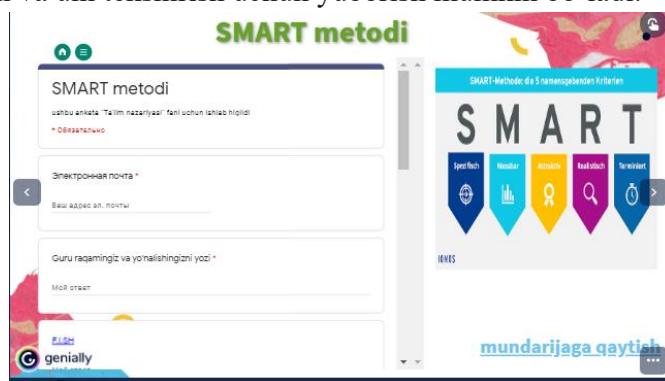 SMART metodi
SMART metodi
ushbu anketa "Ta'lim nazariyasi" fani uchun ishlab hiqildi
* Обязательно
Электронная почта *
Ваш адрес эл. почты
Guru raqamingiz va yo'nalishingizni yozi *
Мой ответ
F.I.SH
genially
SMART-Methode: die 5 namensgebenden Kriterien
S M A R T
Spezifisch Messbar Attraktiv Realistisch Terminiert
IONOS
mundarijaga qaytish